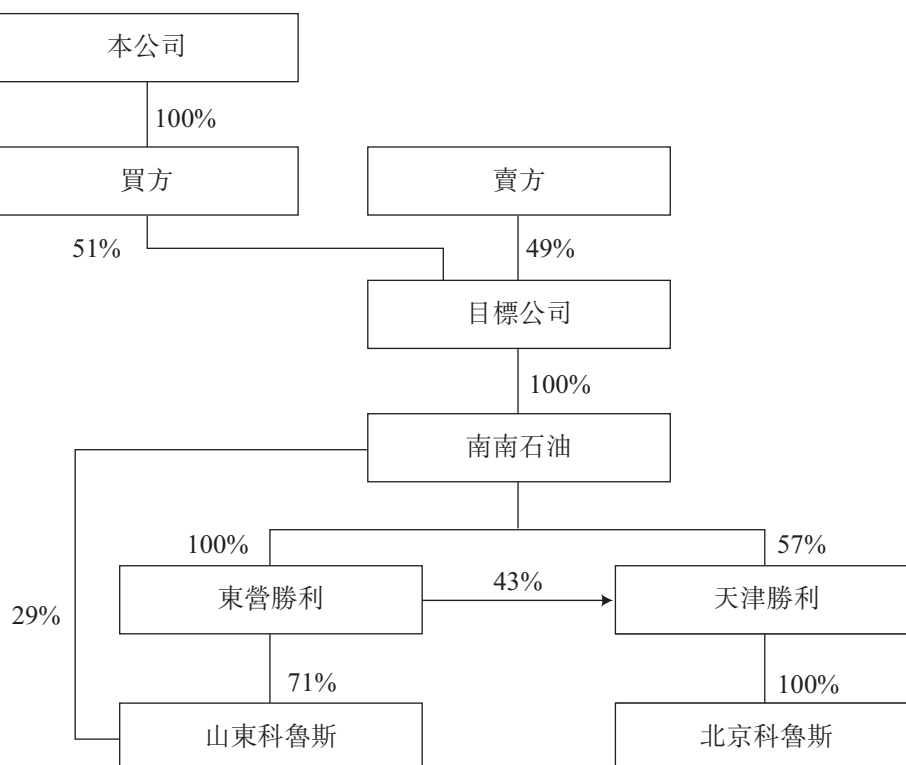 本公司
100%
買方
賣方
51%
49%
目標公司
100%
南南石油
100%
57%
東營勝利
43%
天津勝利
29%
71%
100%
山東科魯斯
北京科魯斯